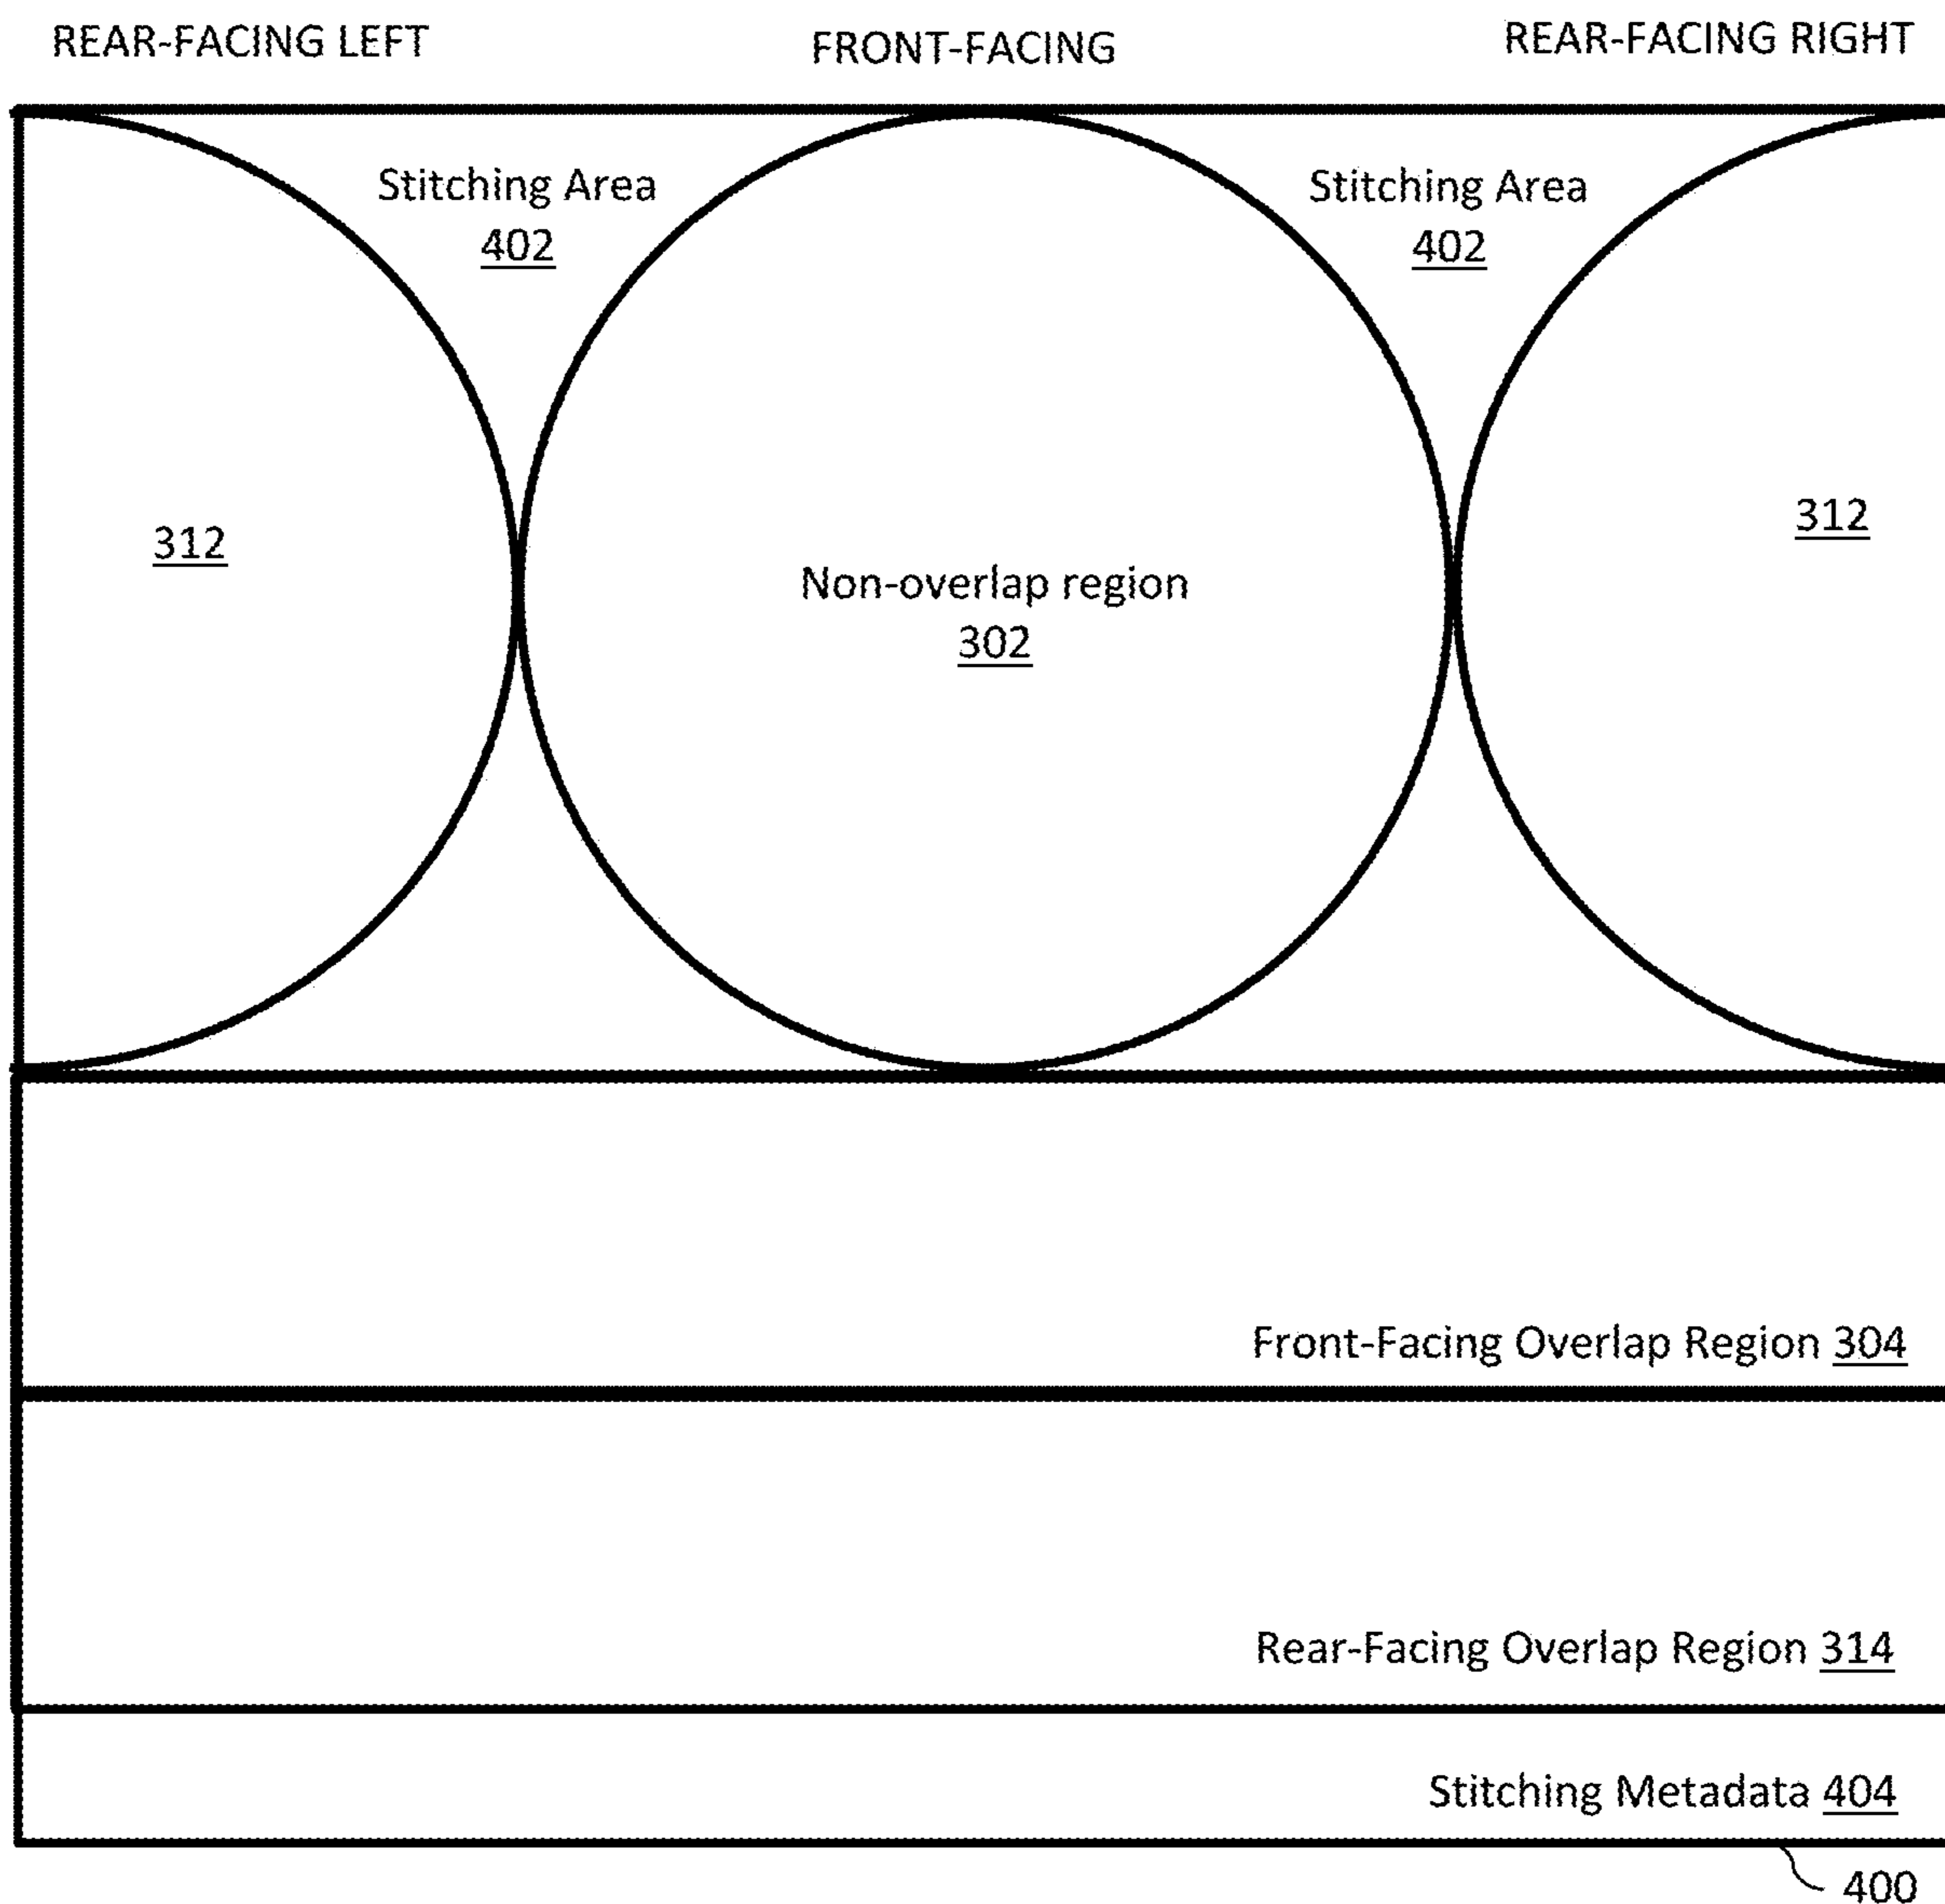 REAR-FACING LEFT
FRONT-FACING
REAR-FACING RIGHT
Stitching Area
402
Stitching Area
402
312
Non-overlap region
302
312
Front-Facing Overlap Region 304
Rear-Facing Overlap Region 314
Stitching Metadata 404
400